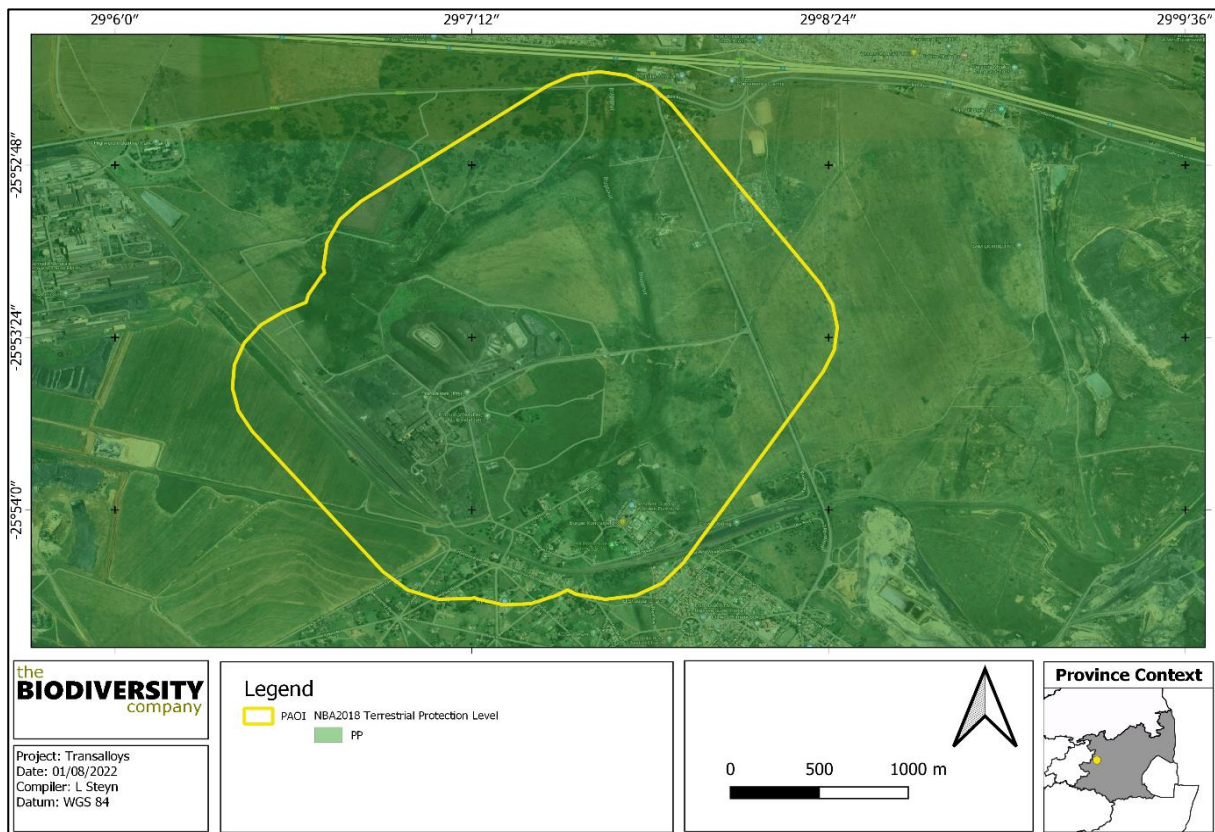 29°6′0″ 29°7′12″ 29°8′24″ 29°9′36″
-25°52′48″
-25°53′24″
-25°54′0″
the
BIODIVERSITY
company
Project: Transalloys
Date: 01/08/2022
Compiler: L Steyn
Datum: WGS 84
Legend
PAOI NBA2018 Terrestrial Protection Level
PP
0 500 1000 m
Province Context